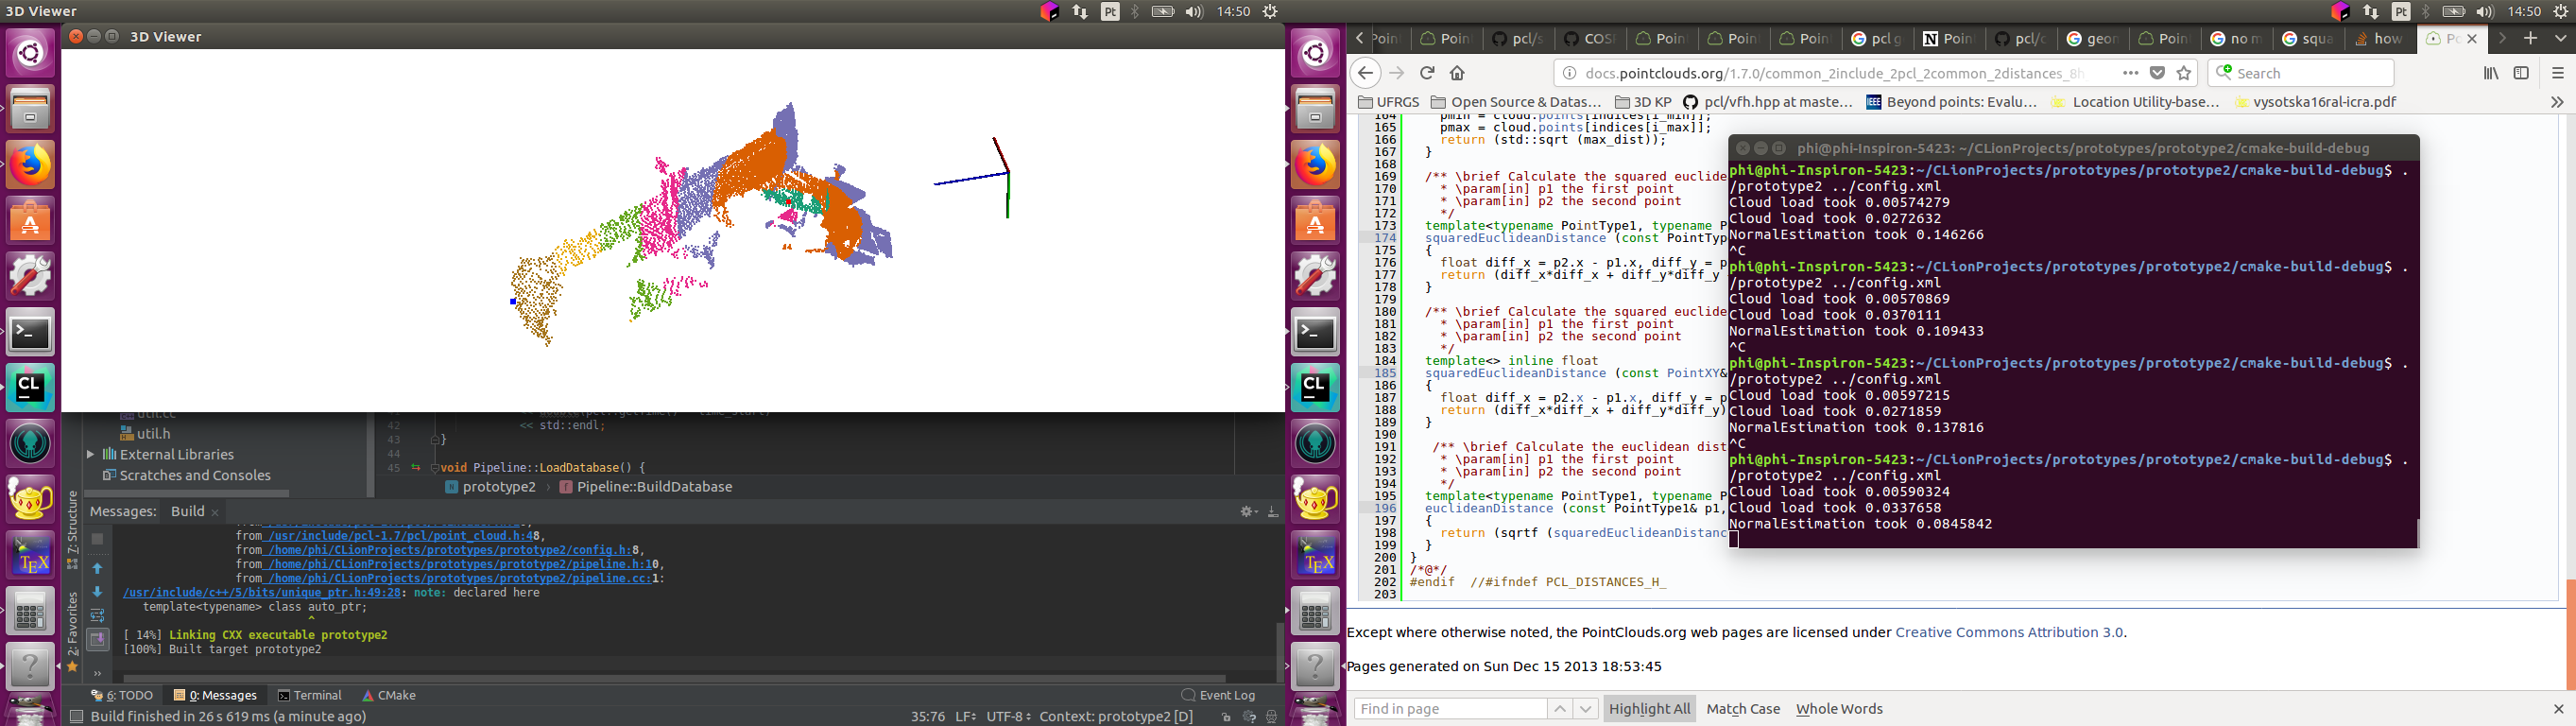 3D Viewer
Pt
14:50
Pt
14:50
3D Viewer
util.cc
util.h
External Libraries
Scratches and Consoles
42
43
44
45
<< std::endl;
}
void Pipeline::LoadDatabase() {
prototype2 › Pipeline::BuildDatabase
7: Structure
2: Favorites
Messages: Build ×
from /usr/include/pcl-1.7/pcl/point_cloud.h:48,
from /home/phi/CLionProjects/prototypes/prototype2/config.h:8,
from /home/phi/CLionProjects/prototypes/prototype2/pipeline.h:10,
from /home/phi/CLionProjects/prototypes/prototype2/pipeline.cc:1:
/usr/include/c++/5/bits/unique_ptr.h:49:28: note: declared here
template<typename> class auto_ptr;
^
[ 14%] Linking CXX executable prototype2
[100%] Built target prototype2
6: TODO 0: Messages Terminal CMake Event Log
Build finished in 26 s 619 ms (a minute ago) 35:76 LF÷ UTF-8÷ Context: prototype2 [D]
Poin Poin pcl/s COSI Poin Poin Poin pcl g Poin pcl/c geon Poin no m squa how Po ×
docs.pointclouds.org/1.7.0/common_2include_2pcl_2common_2distances_8h ••• Search
UFRGS Open Source & Datas… 3D KP pcl/vfh.hpp at maste… Beyond points: Evalu… Location Utility-base… vysotska16ral-icra.pdf
164 pmin = cloud.points[indices[i_min]];
165 pmax = cloud.points[indices[i_max]];
166 return (std::sqrt (max_dist));
167 }
168
169 /** \brief Calculate the squared euclide
170 * \param[in] p1 the first point
171 * \param[in] p2 the second point
172 */
173 template<typename PointType1, typename P
174 squaredEuclideanDistance (const PointTyp
175 {
176 float diff_x = p2.x - p1.x, diff_y = p
177 return (diff_x*diff_x + diff_y*diff_y
178 }
179
180 /** \brief Calculate the squared euclide
181 * \param[in] p1 the first point
182 * \param[in] p2 the second point
183 */
184 template<> inline float
185 squaredEuclideanDistance (const PointXY&
186 {
187 float diff_x = p2.x - p1.x, diff_y = p
188 return (diff_x*diff_x + diff_y*diff_y)
189 }
190
191 /** \brief Calculate the euclidean dist
192 * \param[in] p1 the first point
193 * \param[in] p2 the second point
194 */
195 template<typename PointType1, typename P
196 euclideanDistance (const PointType1& p1,
197 {
198 return (sqrtf (squaredEuclideanDistanc
199 }
200 }
201 /*@*/
202 #endif //#ifndef PCL_DISTANCES_H_
203
phi@phi-Inspiron-5423: ~/CLionProjects/prototypes/prototype2/cmake-build-debug
phi@phi-Inspiron-5423:~/CLionProjects/prototypes/prototype2/cmake-build-debug$ .
/prototype2 ../config.xml
Cloud load took 0.00574279
Cloud load took 0.0272632
NormalEstimation took 0.146266
^C
phi@phi-Inspiron-5423:~/CLionProjects/prototypes/prototype2/cmake-build-debug$ .
/prototype2 ../config.xml
Cloud load took 0.00570869
Cloud load took 0.0370111
NormalEstimation took 0.109433
^C
phi@phi-Inspiron-5423:~/CLionProjects/prototypes/prototype2/cmake-build-debug$ .
/prototype2 ../config.xml
Cloud load took 0.00597215
Cloud load took 0.0271859
NormalEstimation took 0.137816
^C
phi@phi-Inspiron-5423:~/CLionProjects/prototypes/prototype2/cmake-build-debug$ .
/prototype2 ../config.xml
Cloud load took 0.00590324
Cloud load took 0.0337658
NormalEstimation took 0.0845842
Except where otherwise noted, the PointClouds.org web pages are licensed under Creative Commons Attribution 3.0.
Pages generated on Sun Dec 15 2013 18:53:45
Find in page Highlight All Match Case Whole Words